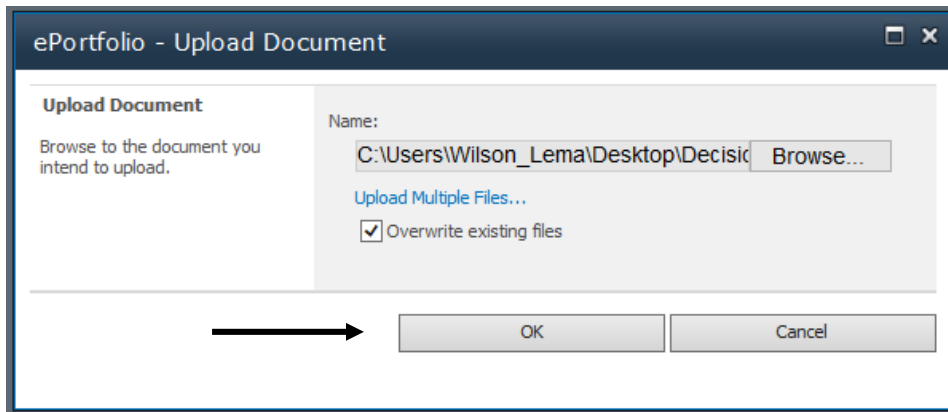 ePortfolio - Upload Document
Upload Document
Browse to the document you
intend to upload.
Name:
C:\Users\Wilson_Lema\Desktop\Decisic Browse...
Upload Multiple Files...
Overwrite existing files
OK Cancel